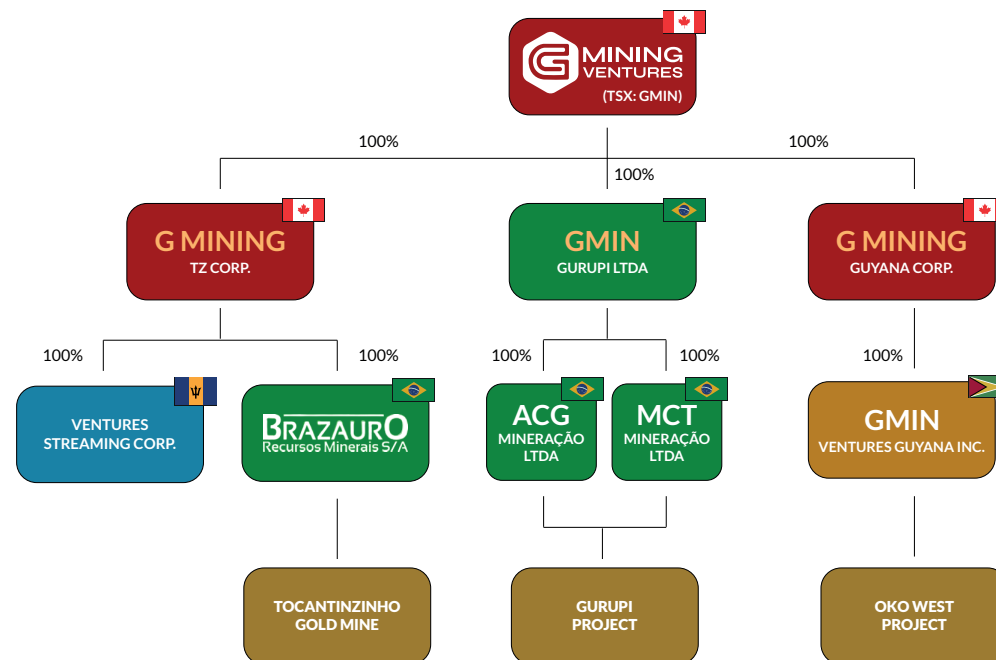 G MINING
VENTURES
(TSX: GMIN)
100%
100%
100%
G MINING
TZ CORP.
GMIN
GURUPI LTDA
G MINING
GUYANA CORP.
100%
100%
100%
100%
100%
VENTURES
STREAMING CORP.
BRAZAURO
Recursos Minerais S/A
ACG
MINERAÇÃO
LTDA
MCT
MINERAÇÃO
LTDA
GMIN
VENTURES GUYANA INC.
TOCANTINZINHO
GOLD MINE
GURUPI
PROJECT
OKO WEST
PROJECT